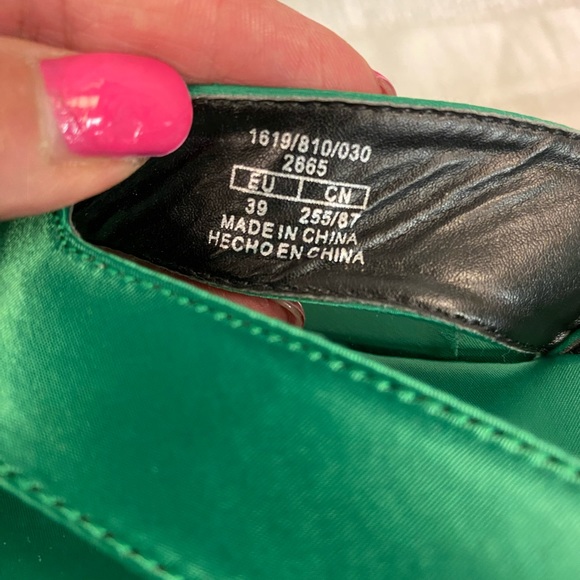 1619/810/030
2665
EU CN
39 255/87
MADE IN CHINA
HECHO EN CHINA